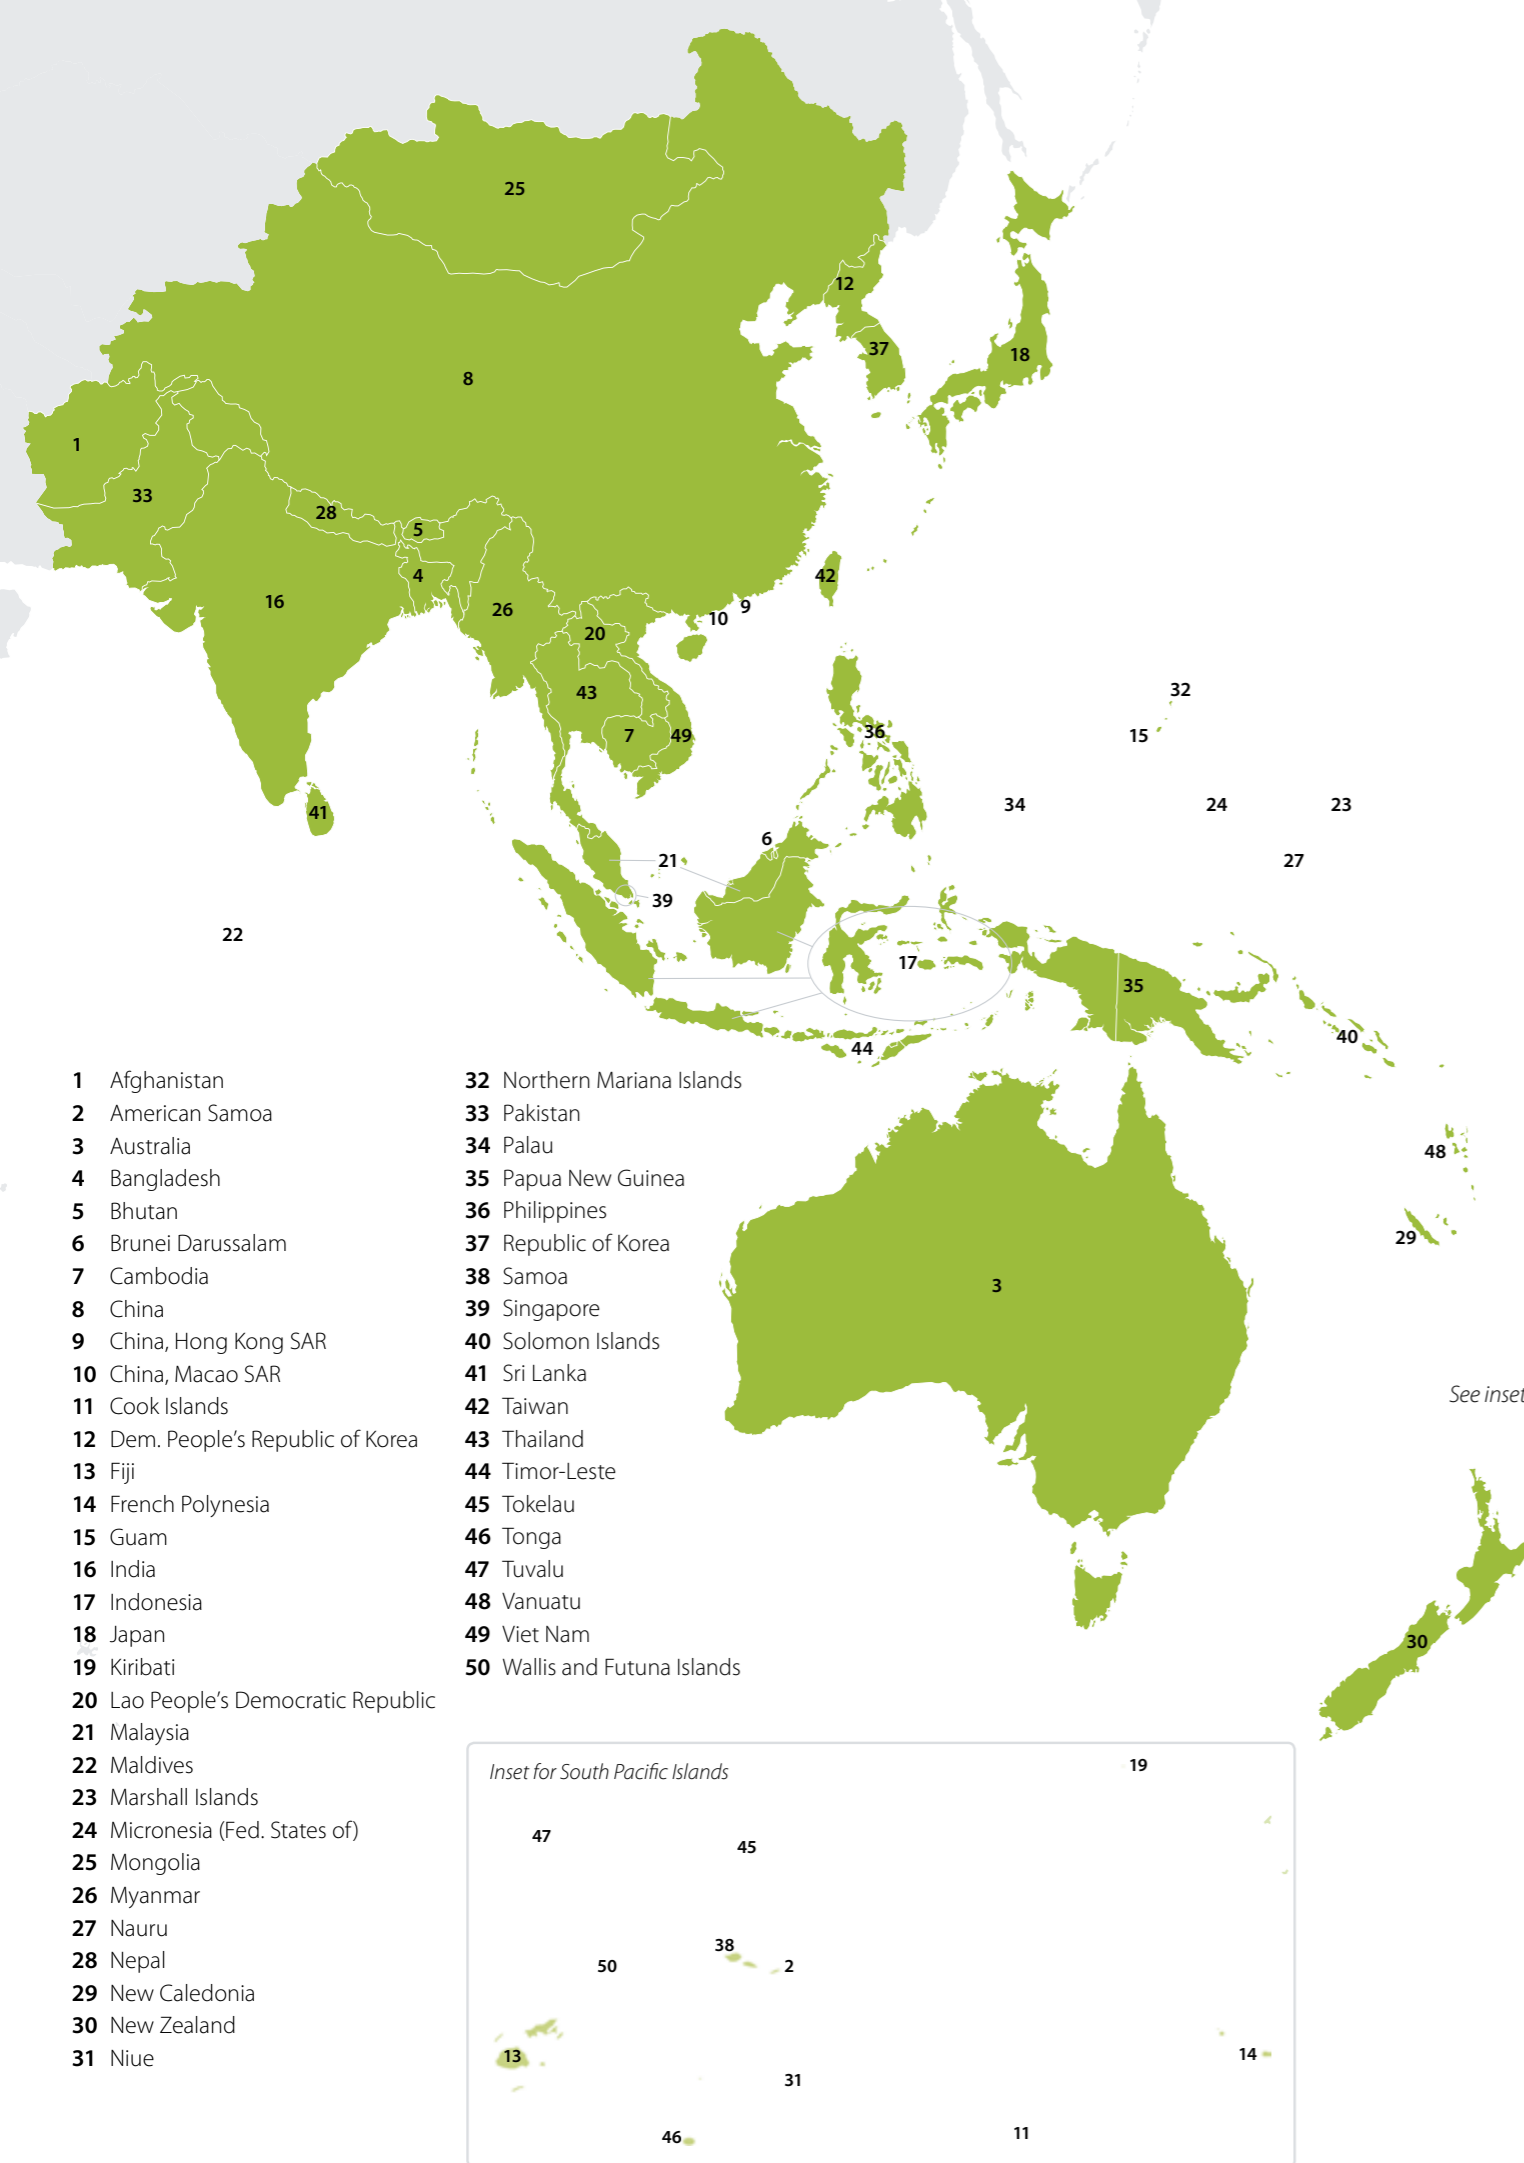 25
12
37
18
8
1
33
28
5
4
16
26
42
9
10
20
43
7
49
36
32
15
34
24
23
27
41
6
21
39
22
17
35
40
44
48
29
3
See inset
30
1 Afghanistan
2 American Samoa
3 Australia
4 Bangladesh
5 Bhutan
6 Brunei Darussalam
7 Cambodia
8 China
9 China, Hong Kong SAR
10 China, Macao SAR
11 Cook Islands
12 Dem. People’s Republic of Korea
13 Fiji
14 French Polynesia
15 Guam
16 India
17 Indonesia
18 Japan
19 Kiribati
20 Lao People’s Democratic Republic
21 Malaysia
22 Maldives
23 Marshall Islands
24 Micronesia (Fed. States of)
25 Mongolia
26 Myanmar
27 Nauru
28 Nepal
29 New Caledonia
30 New Zealand
31 Niue
32 Northern Mariana Islands
33 Pakistan
34 Palau
35 Papua New Guinea
36 Philippines
37 Republic of Korea
38 Samoa
39 Singapore
40 Solomon Islands
41 Sri Lanka
42 Taiwan
43 Thailand
44 Timor-Leste
45 Tokelau
46 Tonga
47 Tuvalu
48 Vanuatu
49 Viet Nam
50 Wallis and Futuna Islands
Inset for South Pacific Islands
19
47
45
38
50
2
13
14
31
46
11